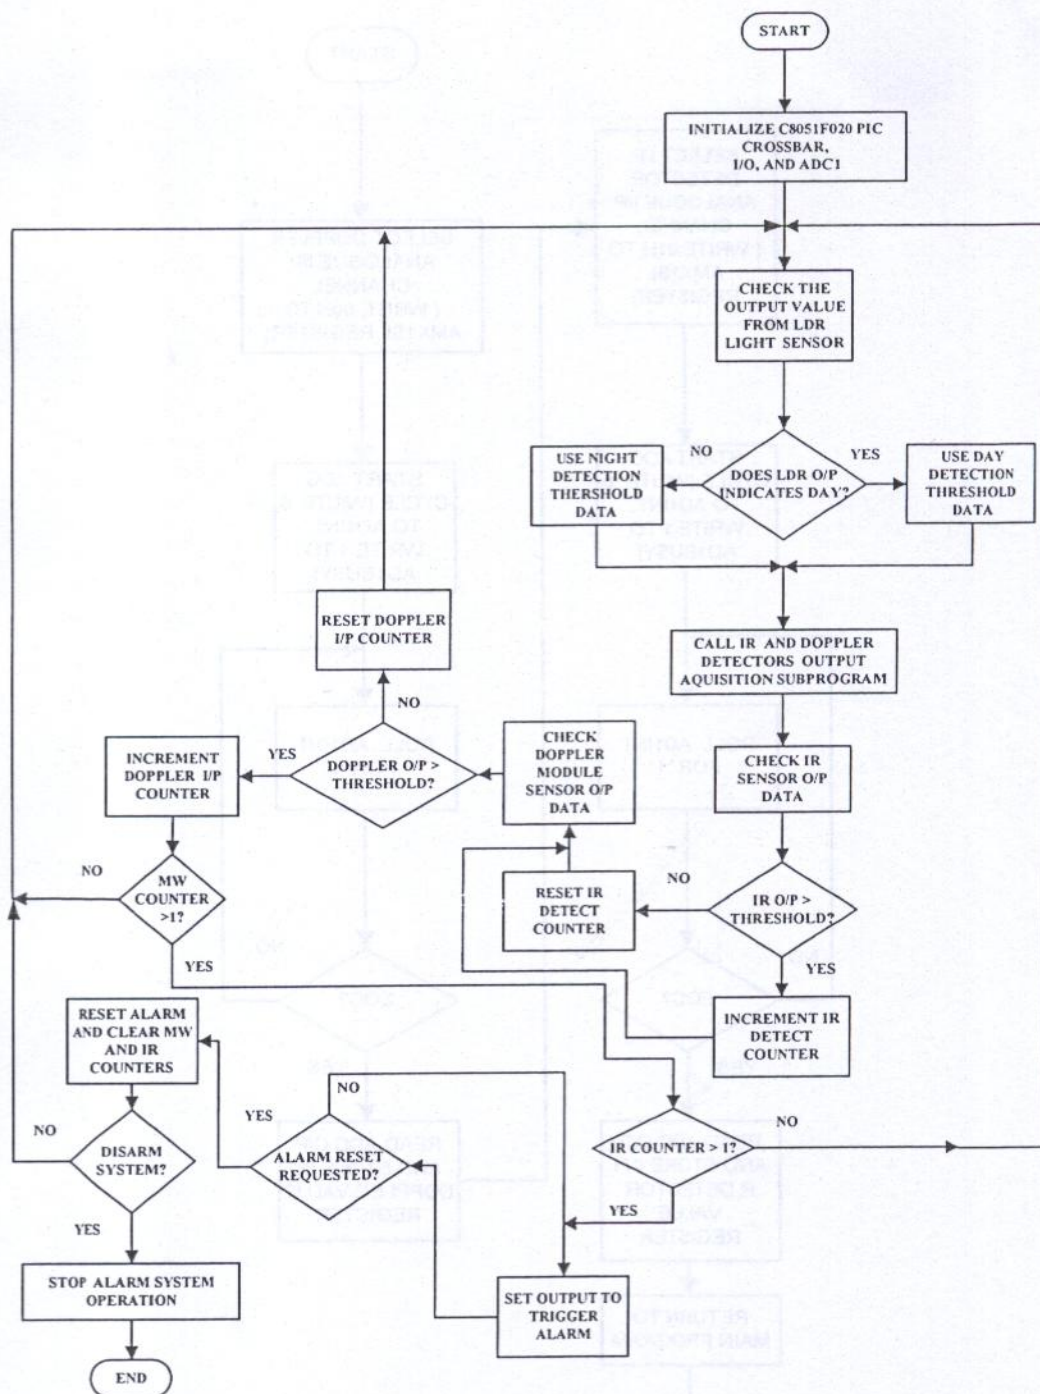 START
INITIALIZE C8051F020 PIC
CROSSBAR,
I/O, AND ADC1
CHECK THE
OUTPUT VALUE
FROM LDR
LIGHT SENSOR
DOES LDR O/P
INDICATES DAY?
NO
YES
USE NIGHT
DETECTION
THERSHOLD
DATA
USE DAY
DETECTION
THRESHOLD
DATA
CALL IR AND DOPPLER
DETECTORS OUTPUT
AQUISITION SUBPROGRAM
CHECK IR
SENSOR O/P
DATA
IR O/P >
THRESHOLD?
NO
YES
RESET IR
DETECT
COUNTER
INCREMENT IR
DETECT
COUNTER
CHECK
DOPPLER
MODULE
SENSOR O/P
DATA
DOPPLER O/P >
THRESHOLD?
NO
YES
RESET DOPPLER
I/P COUNTER
INCREMENT
DOPPLER I/P
COUNTER
MW
COUNTER
>1?
NO
YES
IR COUNTER > 1?
NO
YES
SET OUTPUT TO
TRIGGER
ALARM
ALARM RESET
REQUESTED?
NO
YES
RESET ALARM
AND CLEAR MW
AND IR
COUNTERS
DISARM
SYSTEM?
NO
YES
STOP ALARM SYSTEM
OPERATION
END